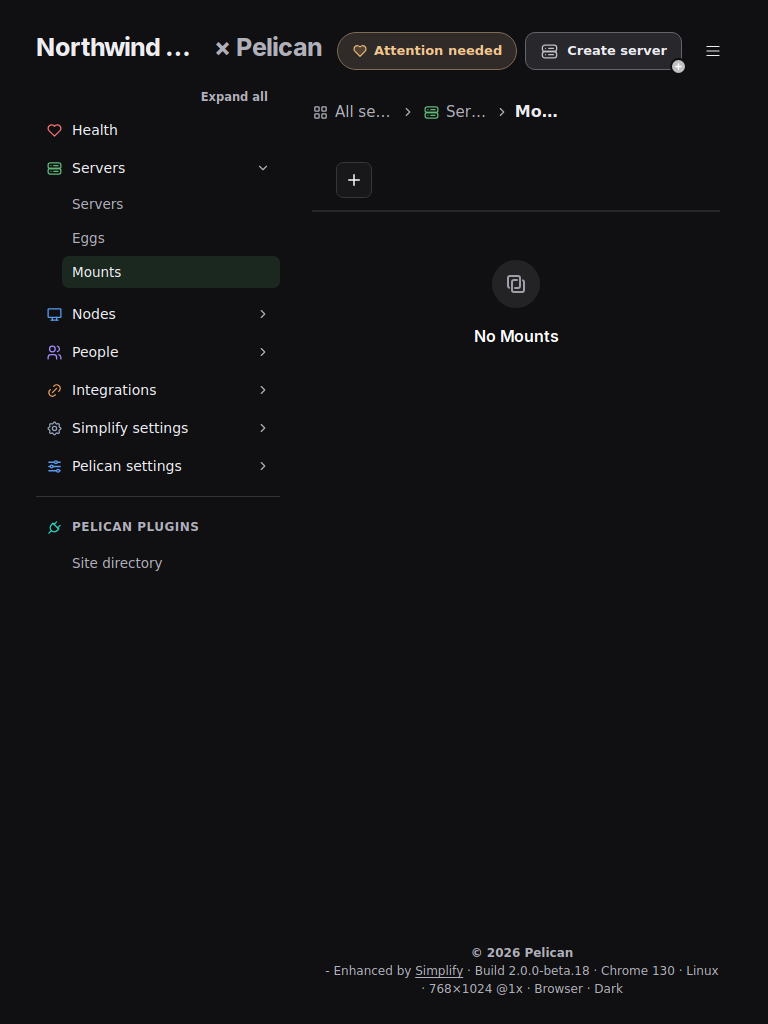 Northwind ... × Pelican
Attention needed
Create server
Expand all
Health
Servers
Servers
Eggs
Mounts
Nodes
People
Integrations
Simplify settings
Pelican settings
PELICAN PLUGINS
Site directory
All se... > Ser... > Mo...
No Mounts
© 2026 Pelican
- Enhanced by Simplify · Build 2.0.0-beta.18 · Chrome 130 · Linux
· 768×1024 @1x · Browser · Dark